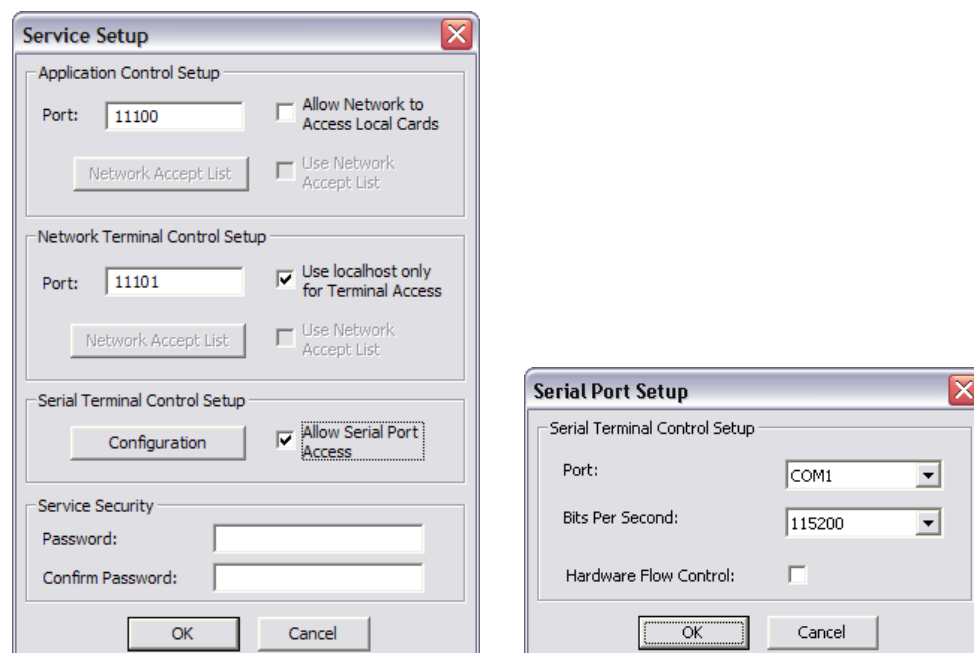 Service Setup
Application Control Setup
Port: 11100
Allow Network to
Access Local Cards
Network Accept List
Use Network
Accept List
Network Terminal Control Setup
Port: 11101
Use localhost only
for Terminal Access
Network Accept List
Use Network
Accept List
Serial Terminal Control Setup
Configuration
Allow Serial Port
Access
Service Security
Password:
Confirm Password:
OK Cancel
Serial Port Setup
Serial Terminal Control Setup
Port: COM1
Bits Per Second: 115200
Hardware Flow Control:
OK Cancel